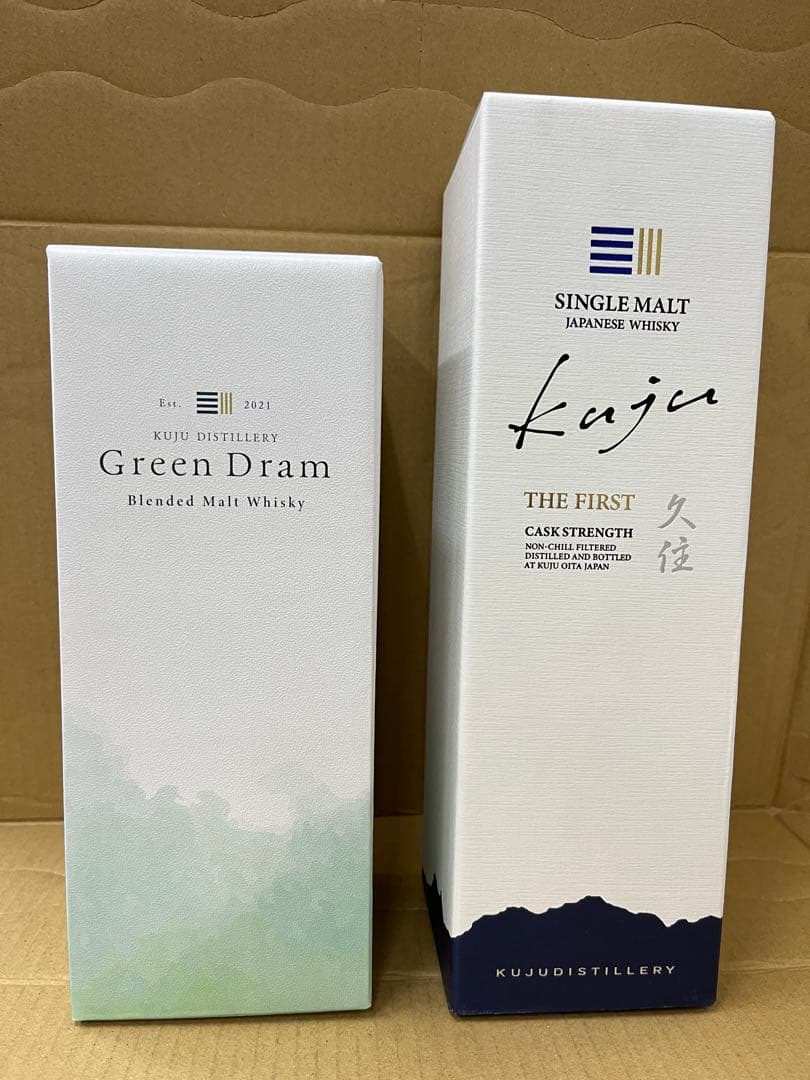 Est. 2021
KUJU DISTILLERY
Green Dram
Blended Malt Whisky
SINGLE MALT
JAPANESE WHISKY
kuju
THE FIRST
久住
CASK STRENGTH
NON-CHILL FILTERED
DISTILLED AND BOTTLED
AT KUJU OITA JAPAN
KUJUDISTILLERY